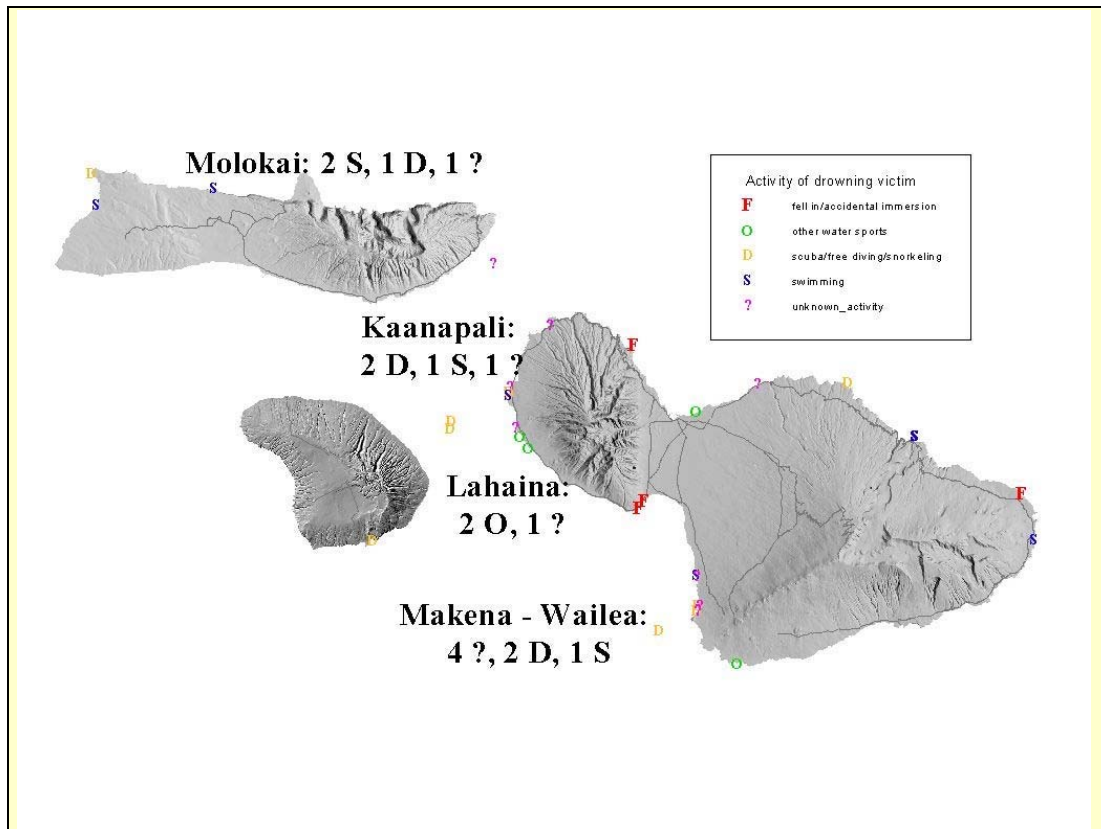 Molokai: 2 S, 1 D, 1 ?
D
S
S
?
Activity of drowning victim
F fell in/accidental immersion
O other water sports
D scuba/free diving/snorkeling
S swimming
? unknown_activity
Kaanapali:
2 D, 1 S, 1 ?
?
F
?
S
D
D
?
O
O
O
?
D
S
F
S
Lahaina:
2 O, 1 ?
F
F
D
S
Makena - Wailea:
4 ?, 2 D, 1 S
?
?
D
O